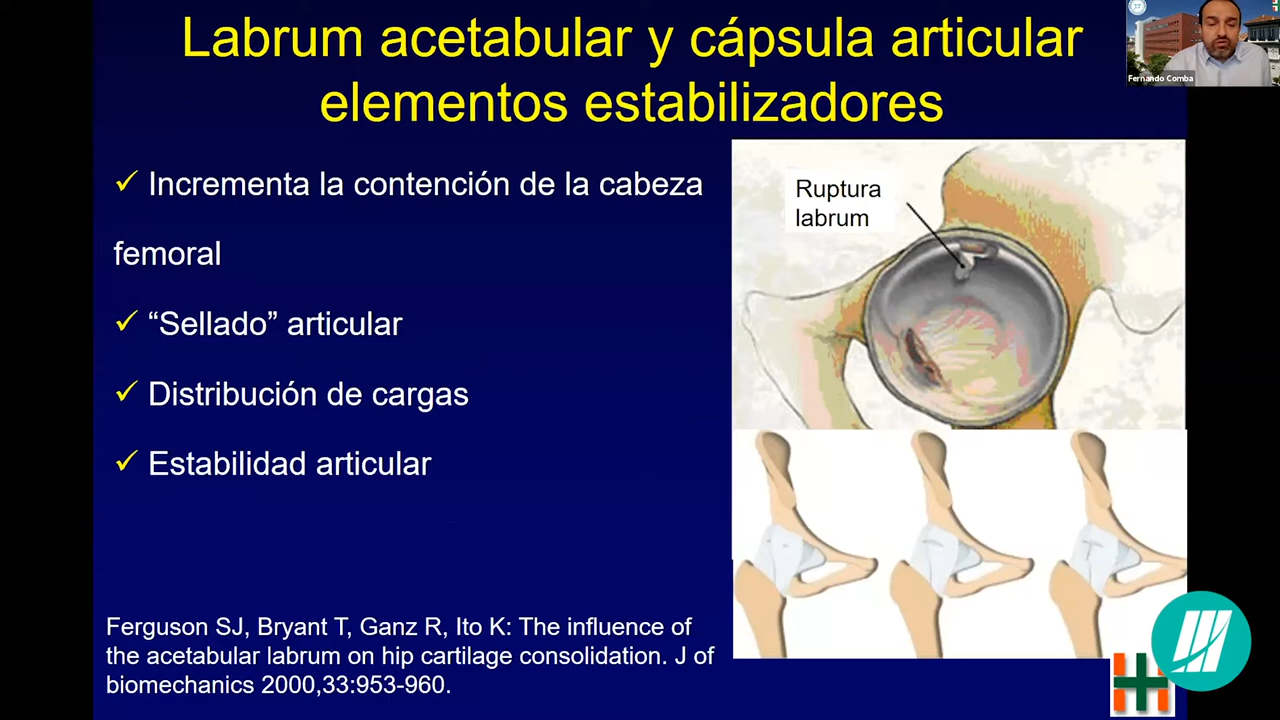 Labrum acetabular y cápsula articular
elementos estabilizadores
✓ Incrementa la contención de la cabeza
femoral
✓ “Sellado” articular
✓ Distribución de cargas
✓ Estabilidad articular
Ruptura
labrum
Ferguson SJ, Bryant T, Ganz R, Ito K: The influence of
the acetabular labrum on hip cartilage consolidation. J of
biomechanics 2000,33:953-960.
Fernando Comba